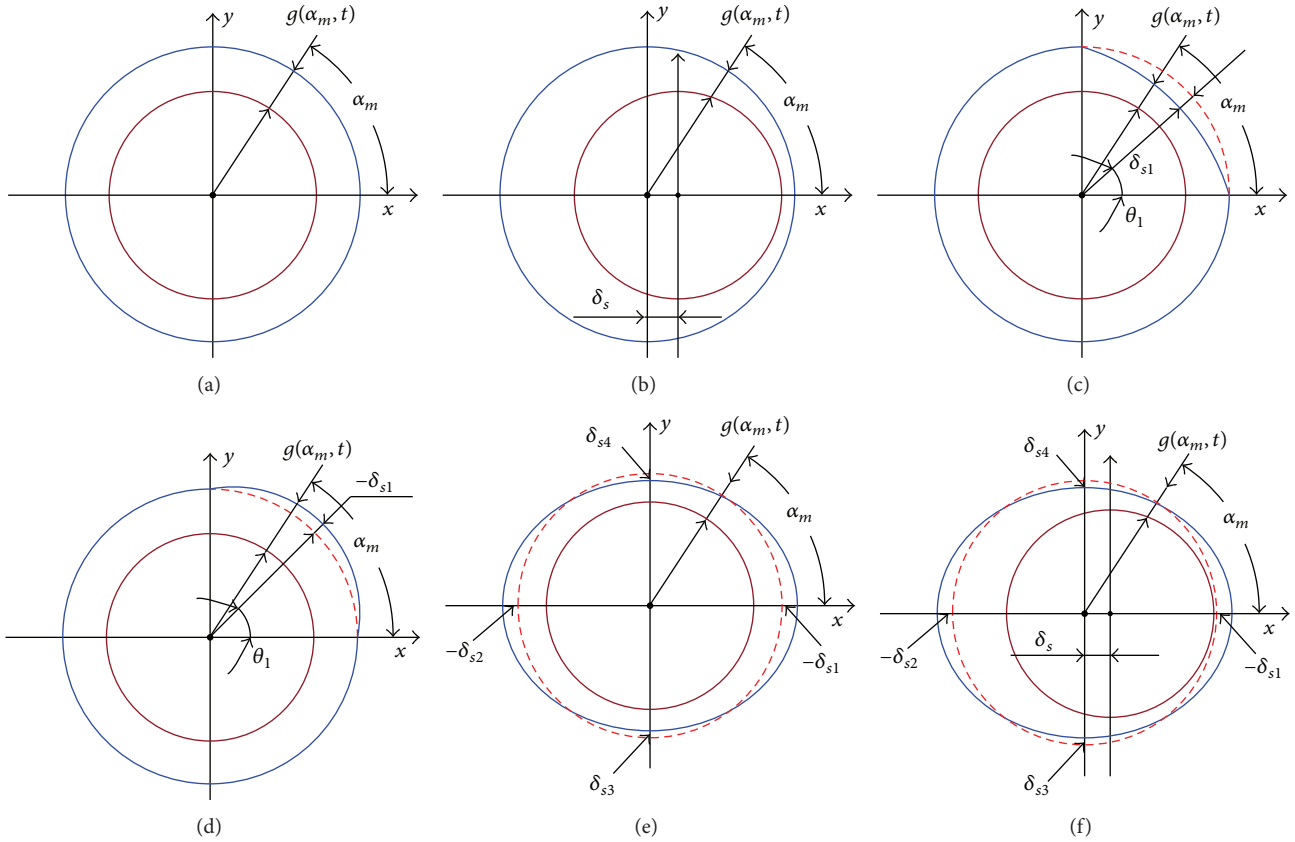 y
g(αₘ, t)
αₘ
x
(a)
y
g(αₘ, t)
αₘ
x
δₛ
(b)
y
g(αₘ, t)
αₘ
δₛ₁
x
θ₁
(c)
y
g(αₘ, t)
−δₛ₁
αₘ
x
θ₁
(d)
δₛ₄
y
g(αₘ, t)
αₘ
x
−δₛ₂
−δₛ₁
δₛ₃
(e)
δₛ₄
y
g(αₘ, t)
αₘ
x
−δₛ₂
δₛ
−δₛ₁
δₛ₃
(f)